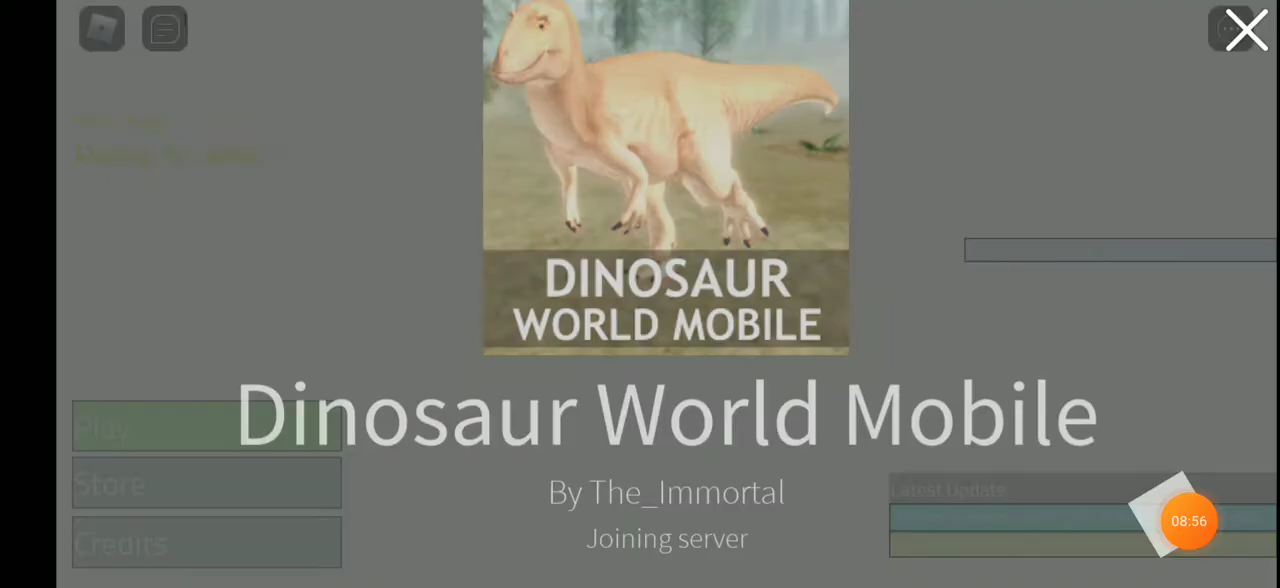 DINOSAUR
WORLD MOBILE
Dinosaur World Mobile
By The_Immortal
Joining server
Play
Store
Credits
Latest Update
08:56